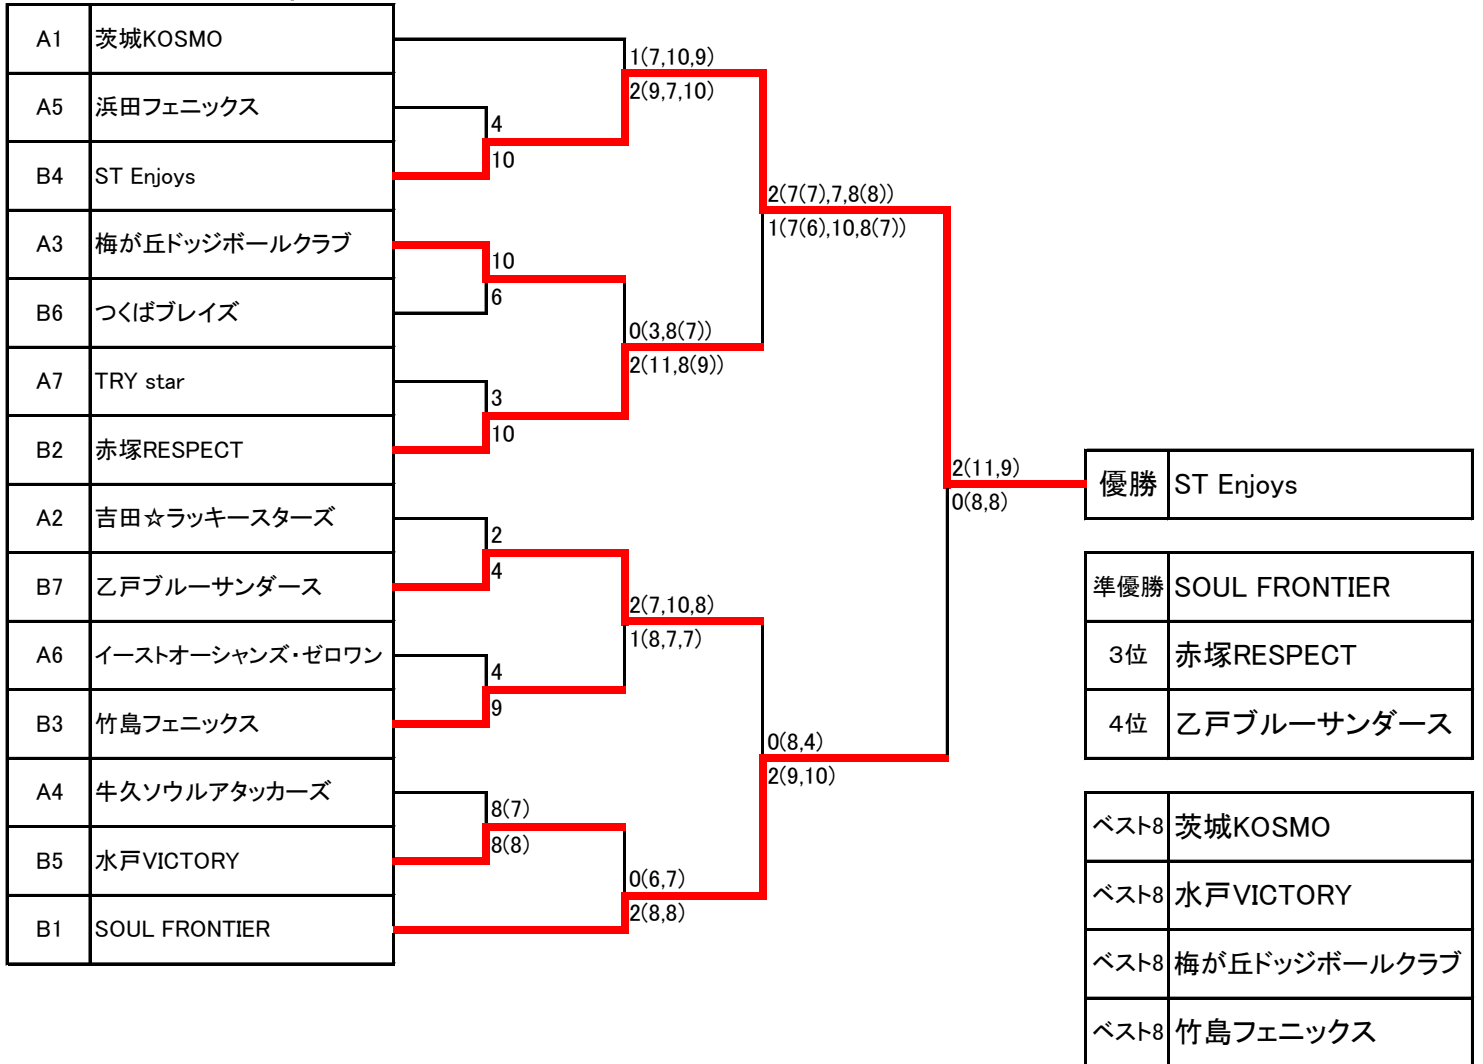 A1 茨城KOSMO
A5 浜田フェニックス
B4 ST Enjoys
A3 梅が丘ドッジボールクラブ
B6 つくばブレイズ
A7 TRY star
B2 赤塚RESPECT
A2 吉田☆ラッキースターズ
B7 乙戸ブルーサンダース
A6 イーストオーシャンズ・ゼロワン
B3 竹島フェニックス
A4 牛久ソウルアタッカーズ
B5 水戸VICTORY
B1 SOUL FRONTIER
4
10
10
6
3
10
2
4
4
9
8(7)
8(8)
1(7,10,9)
2(9,7,10)
0(3,8(7))
2(11,8(9))
2(7,10,8)
1(8,7,7)
0(6,7)
2(8,8)
2(7(7),7,8(8))
1(7(6),10,8(7))
0(8,4)
2(9,10)
2(11,9)
0(8,8)
優勝 ST Enjoys
準優勝 SOUL FRONTIER
3位 赤塚RESPECT
4位 乙戸ブルーサンダース
ベスト8 茨城KOSMO
ベスト8 水戸VICTORY
ベスト8 梅が丘ドッジボールクラブ
ベスト8 竹島フェニックス